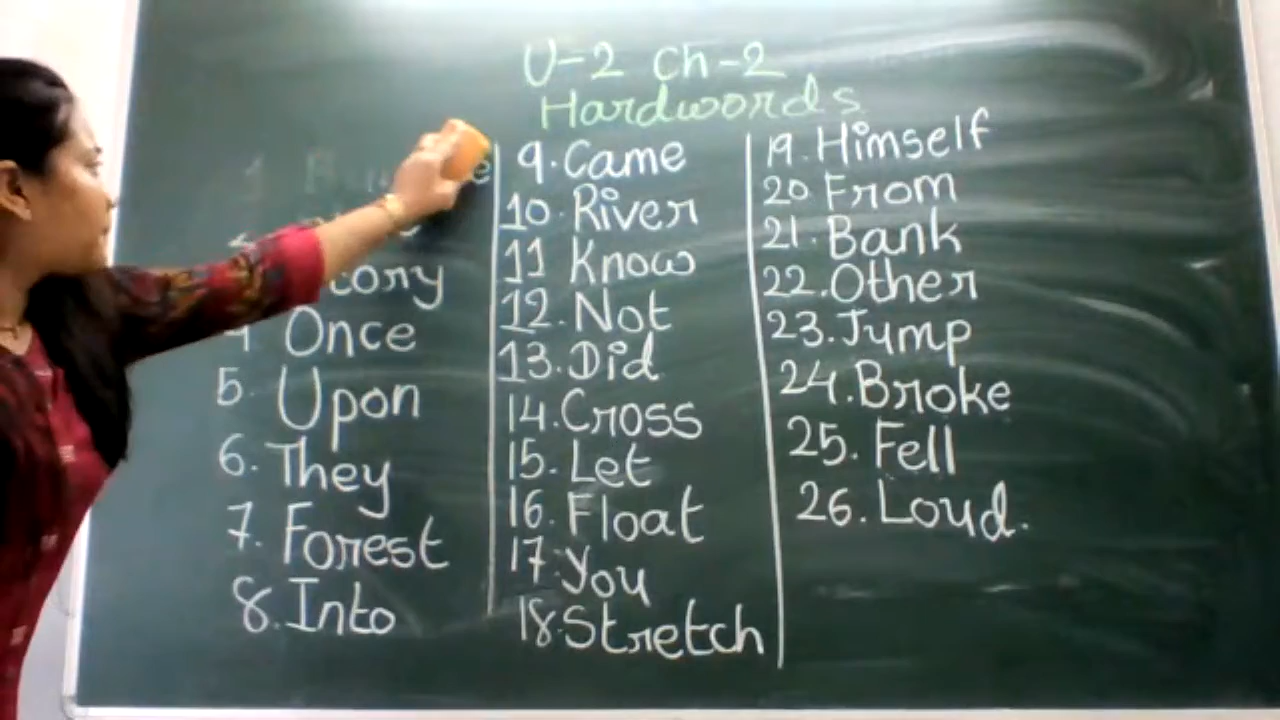 U-2 Ch-2
Hardwords
Once
5. Upon
6. They
7. Forest
8. Into
9. Came
10. River
11 Know
12. Not
13. Did
14. Cross
15. Let
16. Float
17. You
18. Stretch
19. Himself
20. From
21. Bank
22. Other
23. Jump
24. Broke
25. Fell
26. Loud.